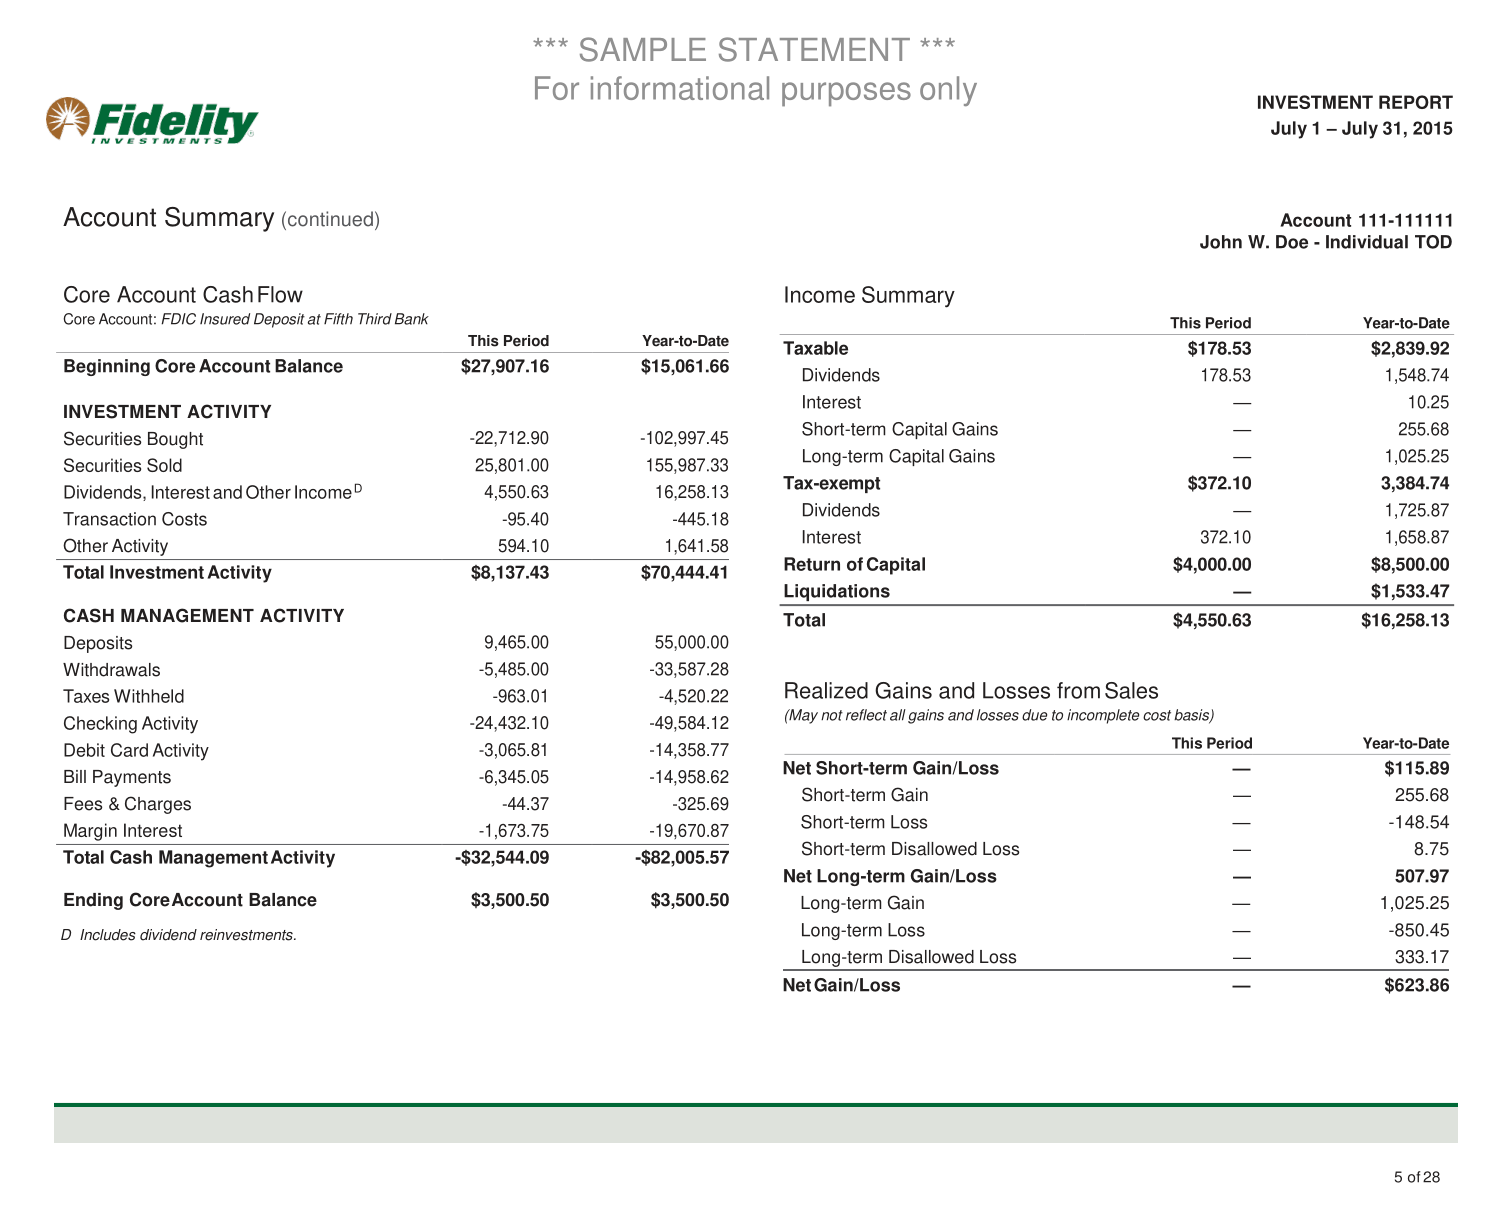 *** SAMPLE STATEMENT ***
For informational purposes only
Fidelity
INVESTMENTS
INVESTMENT REPORT
July 1 – July 31, 2015
Account Summary (continued)
Account 111-111111
John W. Doe - Individual TOD
Core Account Cash Flow
Core Account: FDIC Insured Deposit at Fifth Third Bank
This Period Year-to-Date
Beginning Core Account Balance $27,907.16 $15,061.66
INVESTMENT ACTIVITY
Securities Bought -22,712.90 -102,997.45
Securities Sold 25,801.00 155,987.33
Dividends, Interest and Other Income D 4,550.63 16,258.13
Transaction Costs -95.40 -445.18
Other Activity 594.10 1,641.58
Total Investment Activity $8,137.43 $70,444.41
CASH MANAGEMENT ACTIVITY
Deposits 9,465.00 55,000.00
Withdrawals -5,485.00 -33,587.28
Taxes Withheld -963.01 -4,520.22
Checking Activity -24,432.10 -49,584.12
Debit Card Activity -3,065.81 -14,358.77
Bill Payments -6,345.05 -14,958.62
Fees & Charges -44.37 -325.69
Margin Interest -1,673.75 -19,670.87
Total Cash Management Activity -$32,544.09 -$82,005.57
Ending Core Account Balance $3,500.50 $3,500.50
D Includes dividend reinvestments.
Income Summary
This Period Year-to-Date
Taxable $178.53 $2,839.92
Dividends 178.53 1,548.74
Interest — 10.25
Short-term Capital Gains — 255.68
Long-term Capital Gains — 1,025.25
Tax-exempt $372.10 3,384.74
Dividends — 1,725.87
Interest 372.10 1,658.87
Return of Capital $4,000.00 $8,500.00
Liquidations — $1,533.47
Total $4,550.63 $16,258.13
Realized Gains and Losses from Sales
(May not reflect all gains and losses due to incomplete cost basis)
This Period Year-to-Date
Net Short-term Gain/Loss — $115.89
Short-term Gain — 255.68
Short-term Loss — -148.54
Short-term Disallowed Loss — 8.75
Net Long-term Gain/Loss — 507.97
Long-term Gain — 1,025.25
Long-term Loss — -850.45
Long-term Disallowed Loss — 333.17
Net Gain/Loss — $623.86
5 of 28